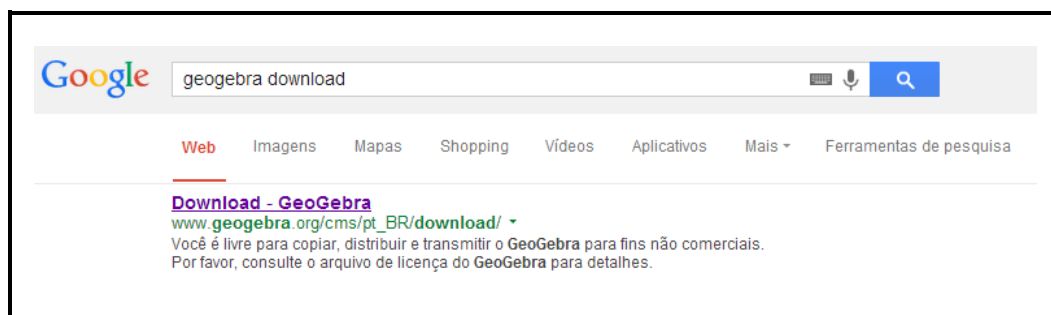 Google geogebra download
Web Imagens Mapas Shopping Vídeos Aplicativos Mais Ferramentas de pesquisa
Download - GeoGebra
www.geogebra.org/cms/pt_BR/download/
Você é livre para copiar, distribuir e transmitir o GeoGebra para fins não comerciais.
Por favor, consulte o arquivo de licença do GeoGebra para detalhes.